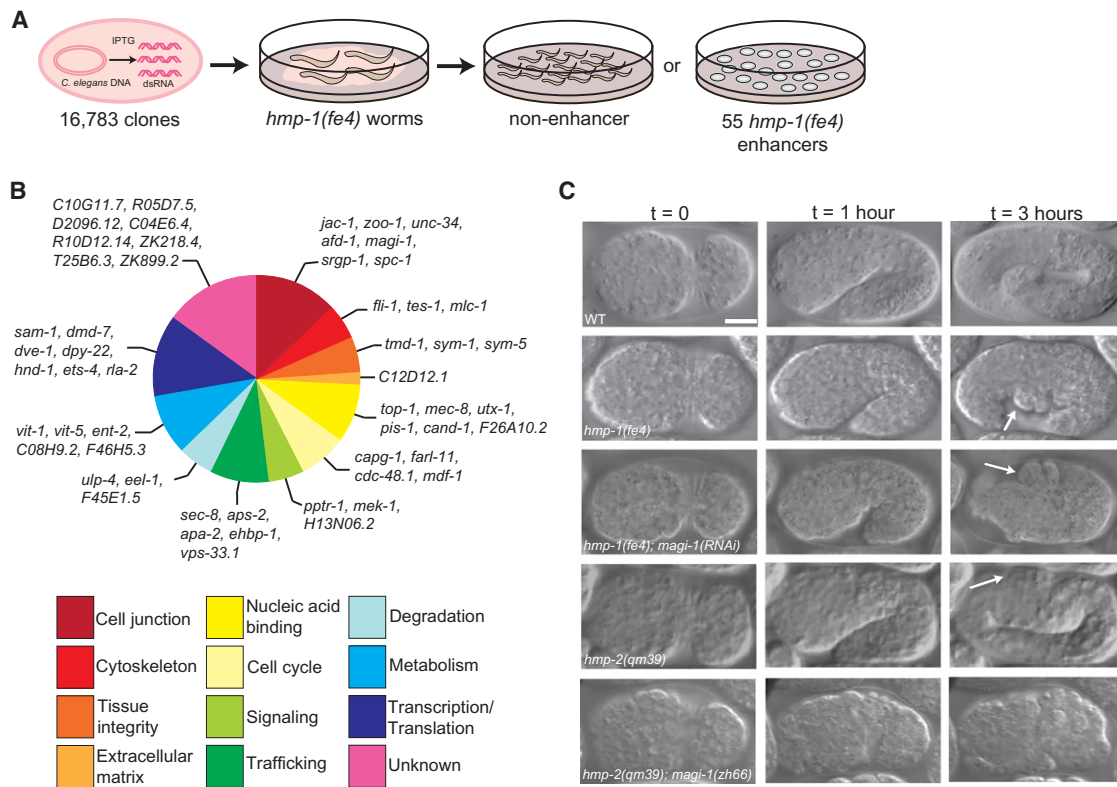 A
IPTG
C. elegans DNA
dsRNA
16,783 clones
hmp-1(fe4) worms
non-enhancer
or
55 hmp-1(fe4)
enhancers
B
C10G11.7, R05D7.5,
D2096.12, C04E6.4,
R10D12.14, ZK218.4,
T25B6.3, ZK899.2
jac-1, zoo-1, unc-34,
afd-1, magi-1,
srgp-1, spc-1
fli-1, tes-1, mlc-1
tmd-1, sym-1, sym-5
C12D12.1
top-1, mec-8, utx-1,
pis-1, cand-1, F26A10.2
capg-1, farl-11,
cdc-48.1, mdf-1
pptr-1, mek-1,
H13N06.2
sec-8, aps-2,
apa-2, ehbp-1,
vps-33.1
ulp-4, eel-1,
F45E1.5
vit-1, vit-5, ent-2,
C08H9.2, F46H5.3
sam-1, dmd-7,
dve-1, dpy-22,
hnd-1, ets-4, rla-2
Cell junction
Cytoskeleton
Tissue
integrity
Extracellular
matrix
Nucleic acid
binding
Cell cycle
Signaling
Trafficking
Degradation
Metabolism
Transcription/
Translation
Unknown
C
t = 0
t = 1 hour
t = 3 hours
WT
hmp-1(fe4)
hmp-1(fe4); magi-1(RNAi)
hmp-2(qm39)
hmp-2(qm39); magi-1(zh66)